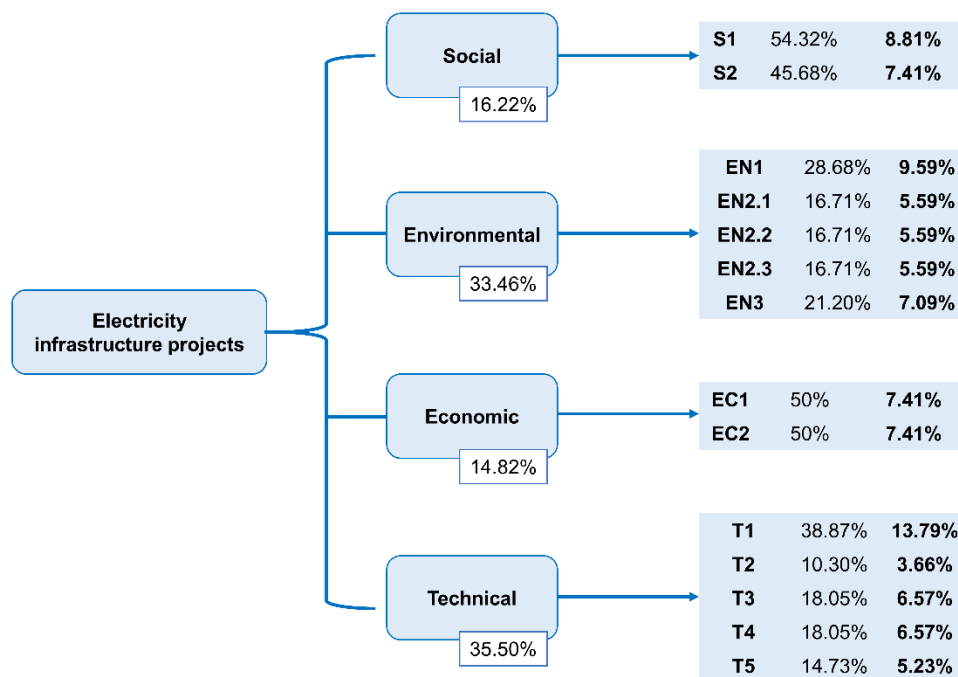 Electricity
infrastructure projects
Social
16.22%
S1 54.32% 8.81%
S2 45.68% 7.41%
Environmental
33.46%
EN1 28.68% 9.59%
EN2.1 16.71% 5.59%
EN2.2 16.71% 5.59%
EN2.3 16.71% 5.59%
EN3 21.20% 7.09%
Economic
14.82%
EC1 50% 7.41%
EC2 50% 7.41%
Technical
35.50%
T1 38.87% 13.79%
T2 10.30% 3.66%
T3 18.05% 6.57%
T4 18.05% 6.57%
T5 14.73% 5.23%